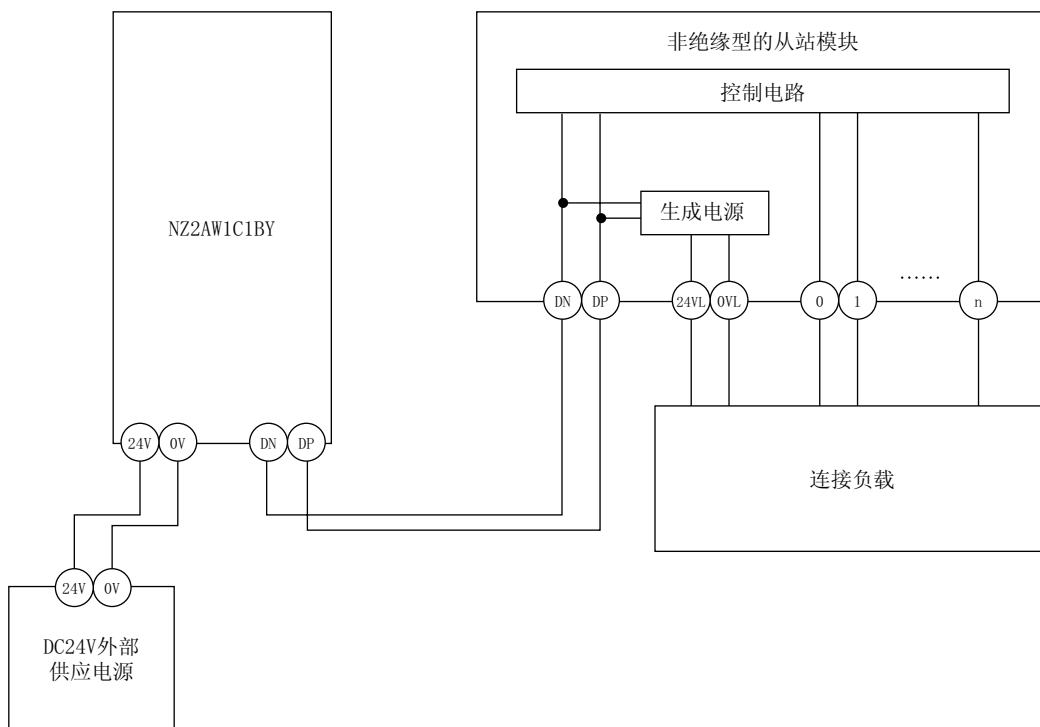 非绝缘型的从站模块
控制电路
生成电源
NZ2AW1C1BY
DN DP 24VL 0VL 0 1 …… n
24V 0V DN DP
连接负载
24V 0V
DC24V外部
供应电源